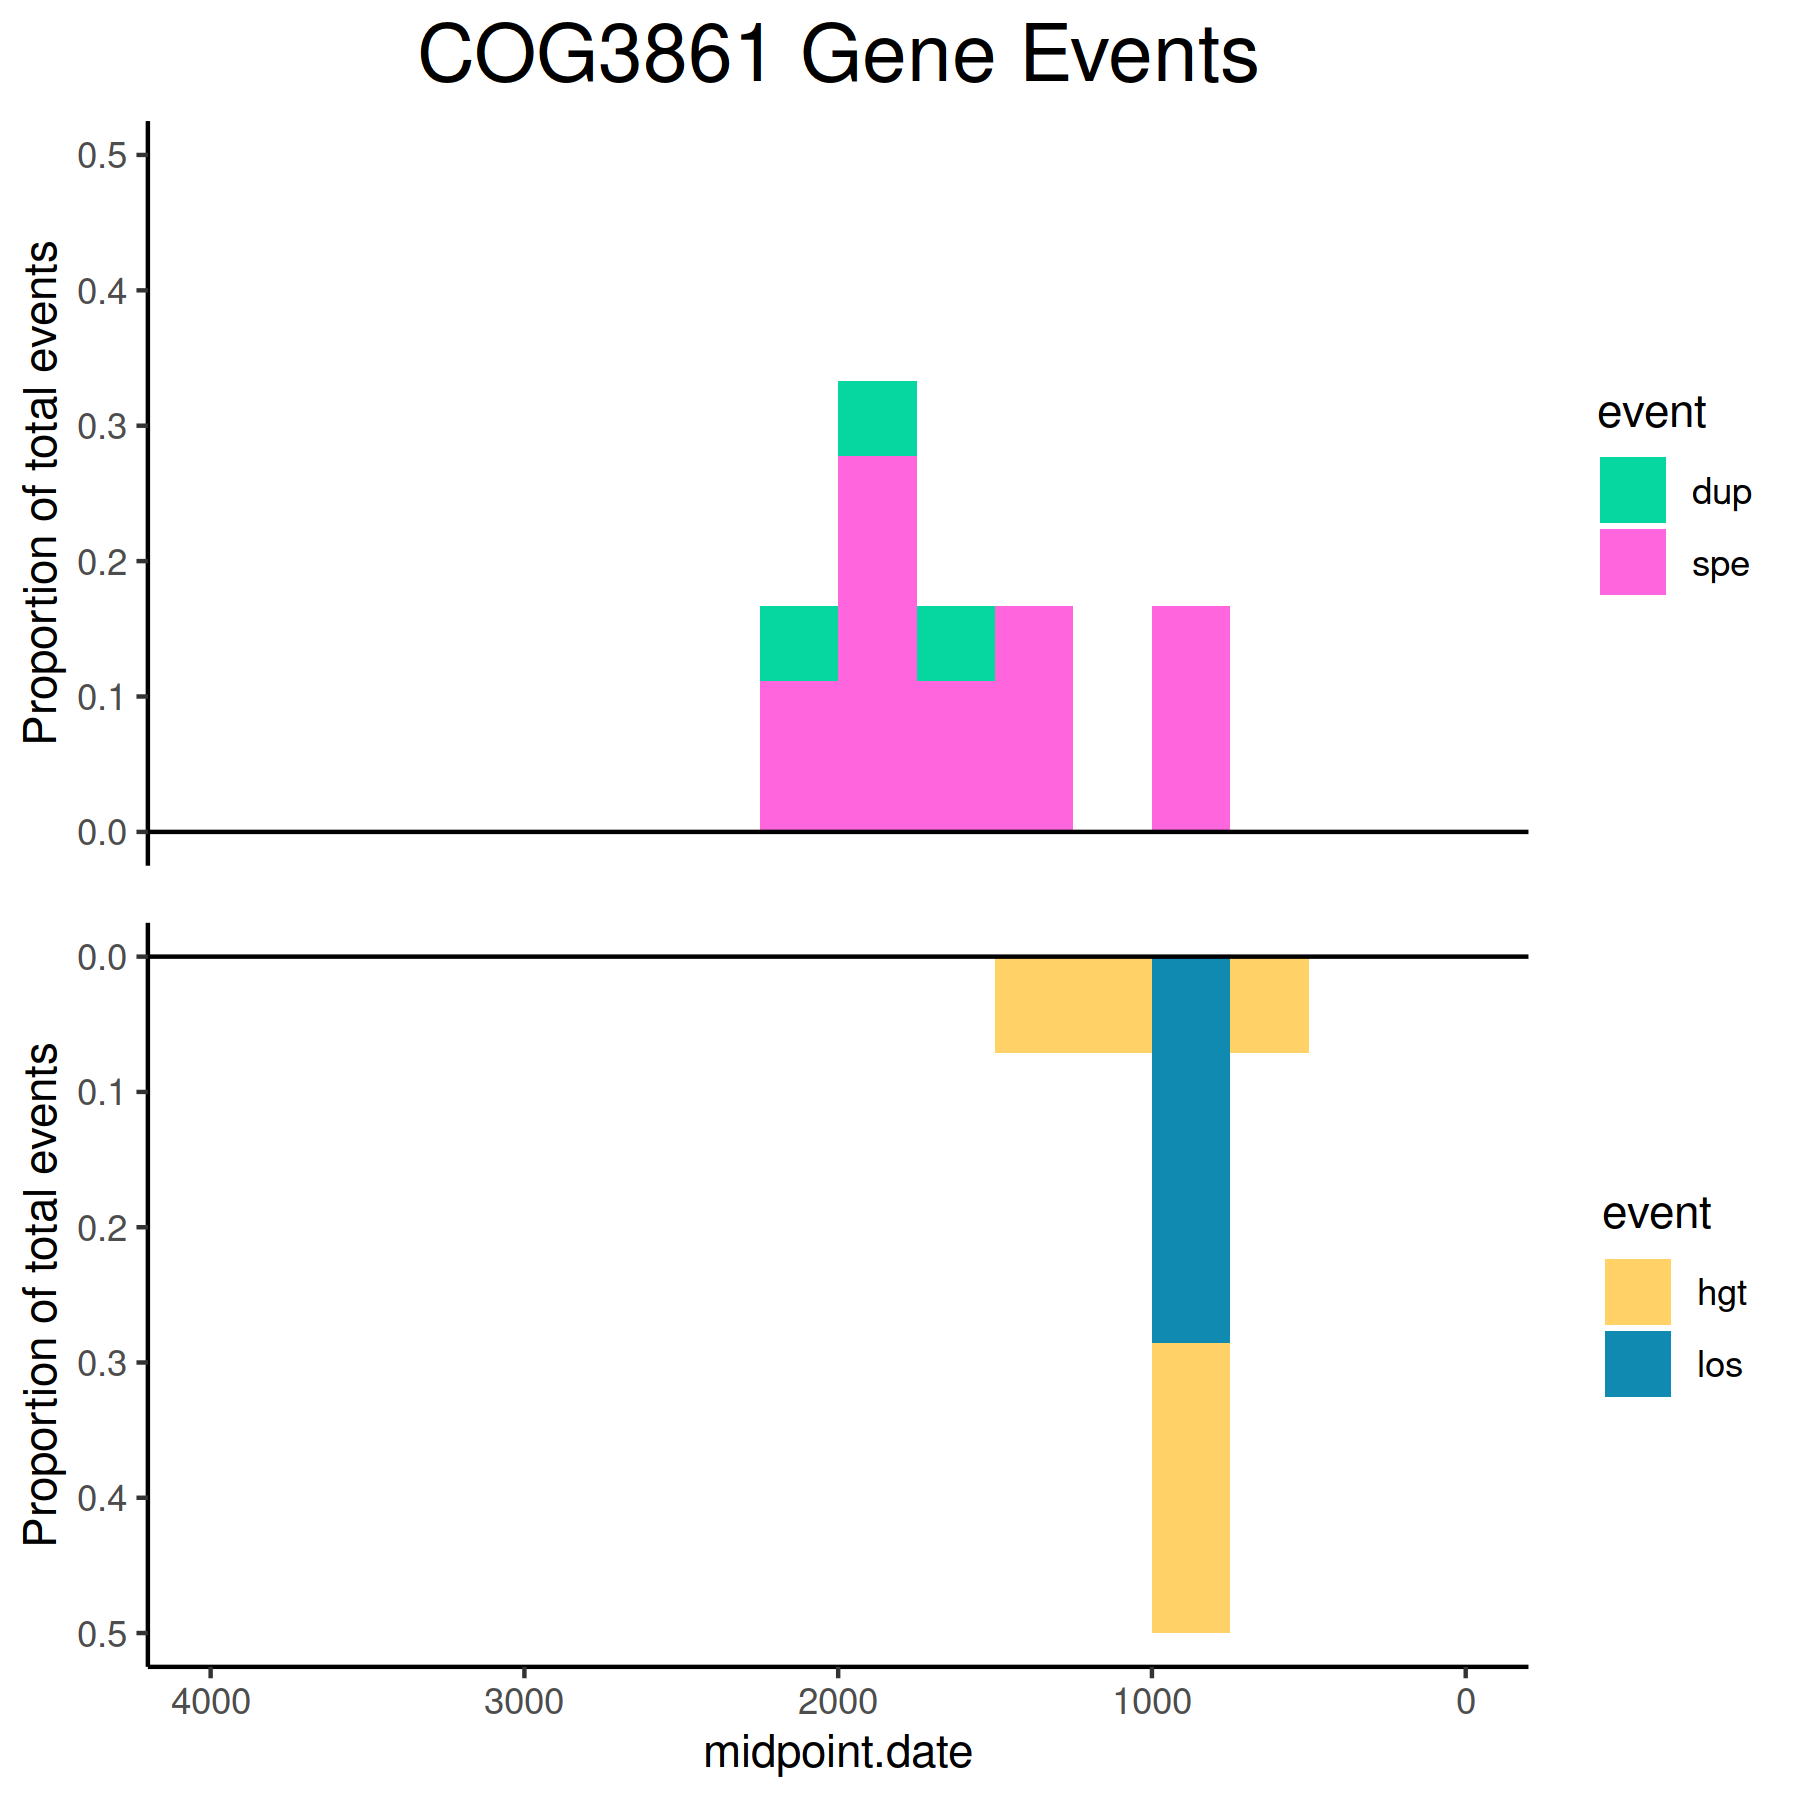 COG3861 Gene Events
Proportion of total events
0.5
0.4
0.3
0.2
0.1
0.0
event
dup
spe
Proportion of total events
0.0
0.1
0.2
0.3
0.4
0.5
event
hgt
los
4000
3000
2000
1000
0
midpoint.date